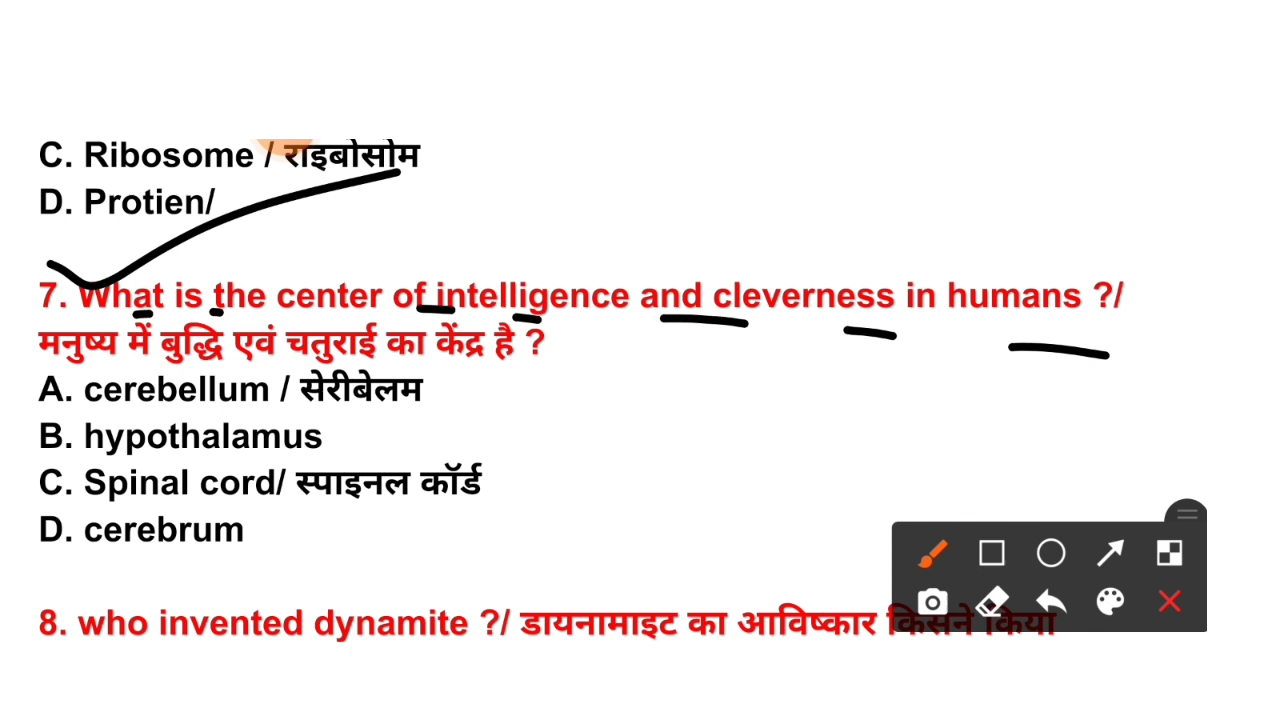 C. Ribosome / राइबोसोम
D. Protien/
7. What is the center of intelligence and cleverness in humans ?/
मनुष्य में बुद्धि एवं चतुराई का केंद्र है ?
A. cerebellum / सेरीबेलम
B. hypothalamus
C. Spinal cord/ स्पाइनल कॉर्ड
D. cerebrum
8. who invented dynamite ?/ डायनामाइट का आविष्कार किसने किया